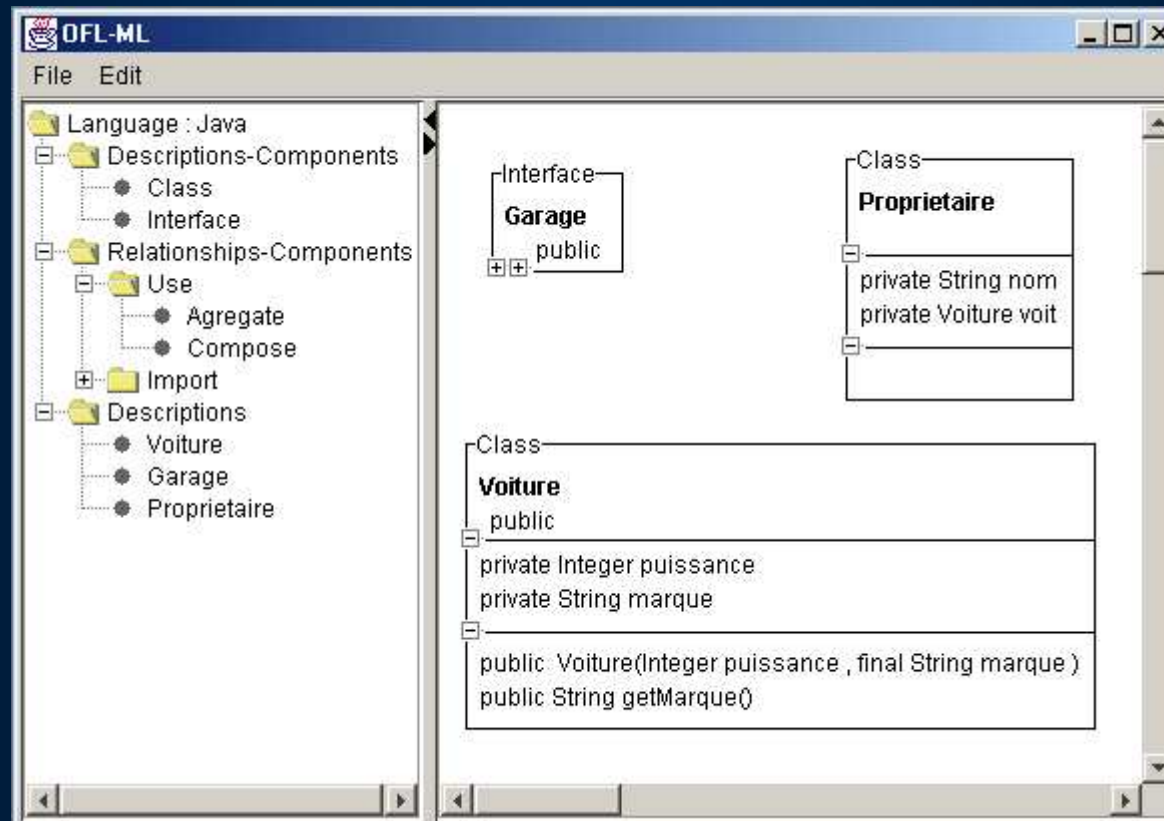 OFL-ML
File Edit
Language : Java
Descriptions-Components
Class
Interface
Relationships-Components
Use
Agregate
Compose
Import
Descriptions
Voiture
Garage
Proprietaire
Interface
Garage
public
Class
Proprietaire
private String nom
private Voiture voit
Class
Voiture
public
private Integer puissance
private String marque
public Voiture(Integer puissance , final String marque )
public String getMarque()